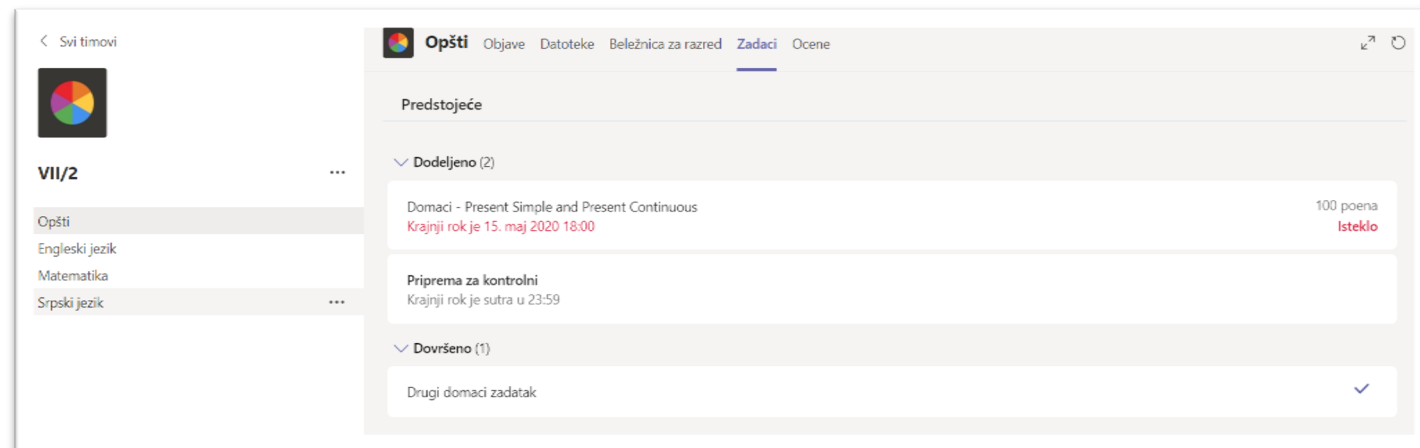 Svi timovi
VII/2
Opšti
Engleski jezik
Matematika
Srpski jezik
Opšti Objave Datoteke Beležnica za razred Zadaci Ocene
Predstojeće
Dodeljeno (2)
Domaci - Present Simple and Present Continuous 100 poena
Krajnji rok je 15. maj 2020 18:00 Isteklo
Priprema za kontrolni
Krajnji rok je sutra u 23:59
Dovršeno (1)
Drugi domaci zadatak